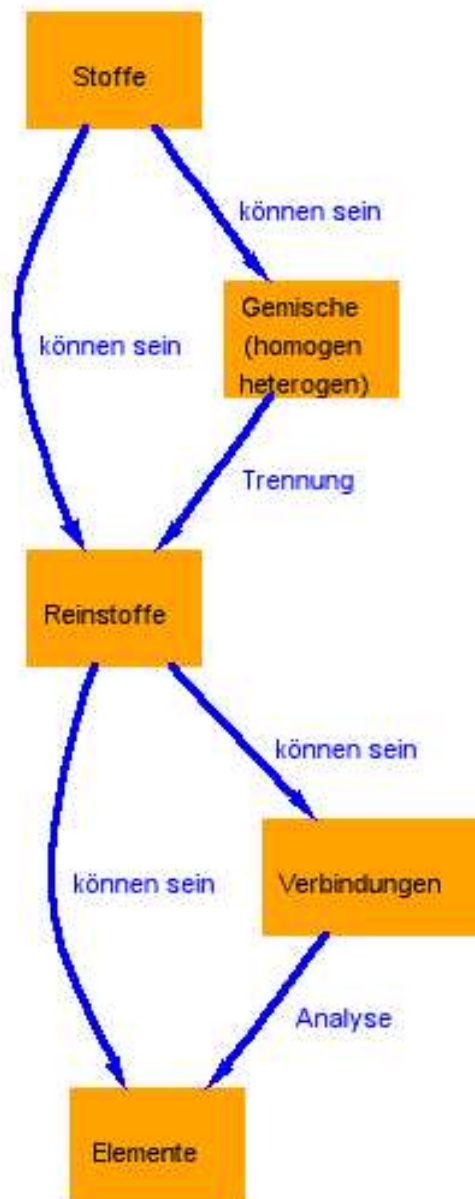 Stoffe
können sein
Gemische
(homogen
heterogen)
können sein
Trennung
Reinstoffe
können sein
Verbindungen
können sein
Analyse
Elemente